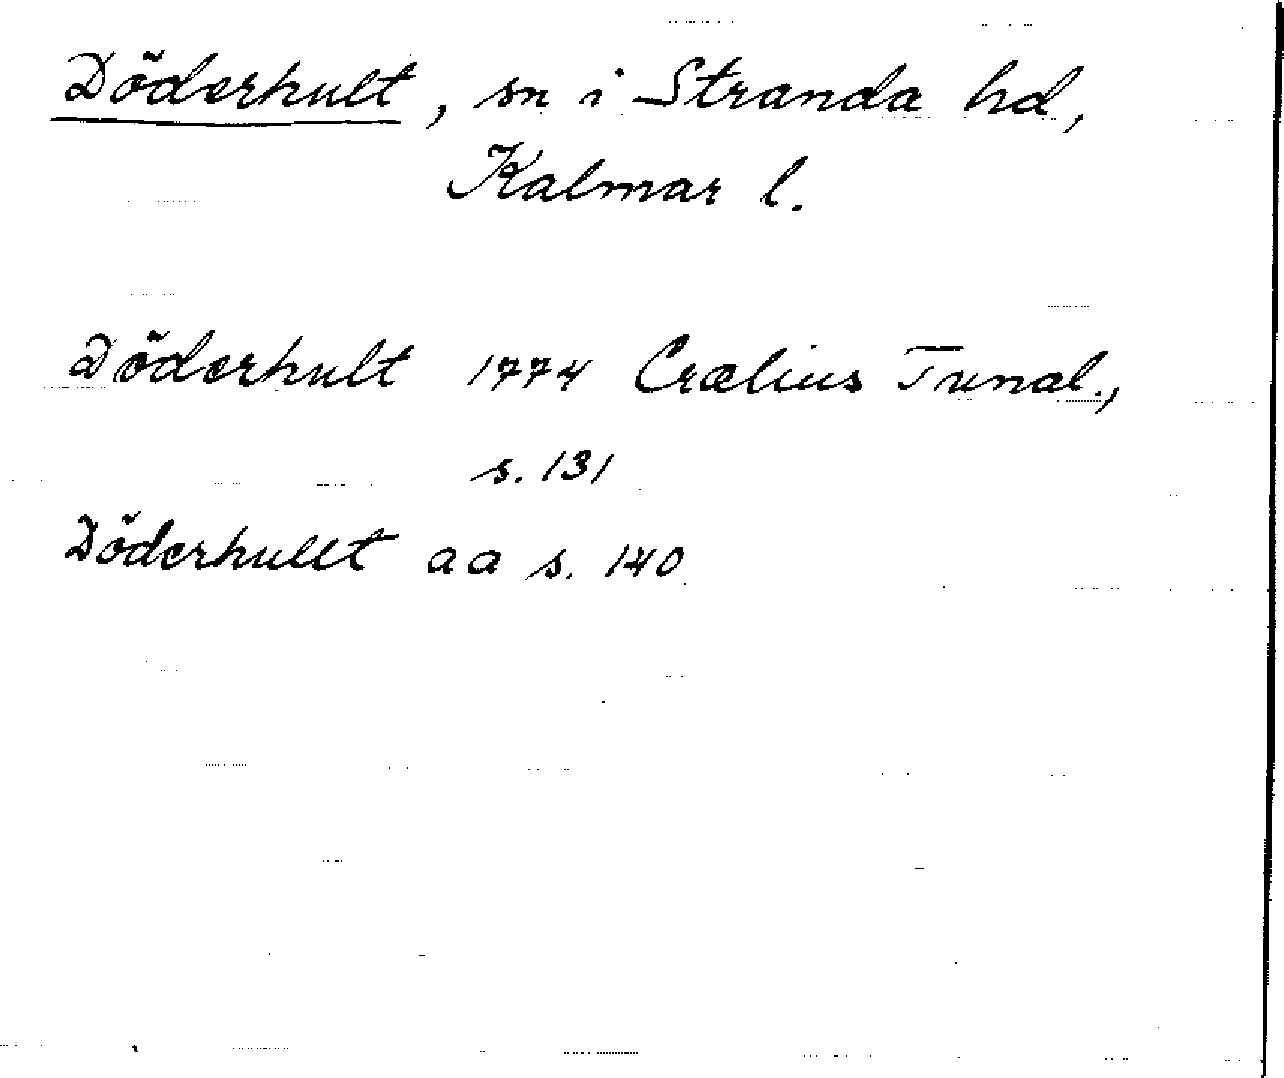 Döderhult, sn i Stranda hd,
Kalmar l.
Döderhult 1774 Crælius Tunal.,
s. 131
Döderhullt aa s. 140